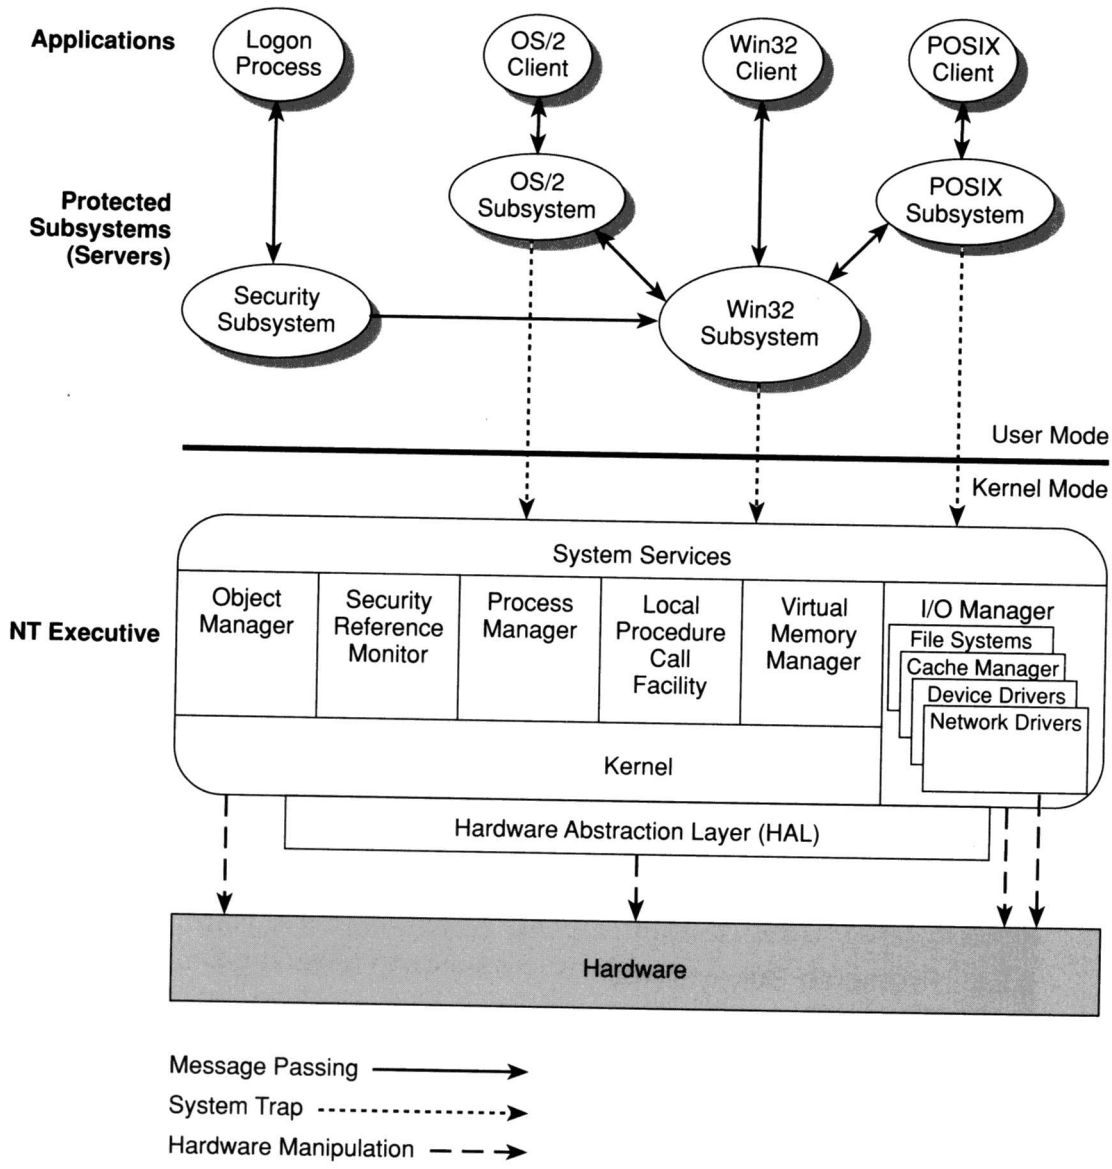 Applications
Logon
Process
OS/2
Client
Win32
Client
POSIX
Client
Protected
Subsystems
(Servers)
OS/2
Subsystem
POSIX
Subsystem
Security
Subsystem
Win32
Subsystem
User Mode
Kernel Mode
System Services
NT Executive
Object
Manager
Security
Reference
Monitor
Process
Manager
Local
Procedure
Call
Facility
Virtual
Memory
Manager
I/O Manager
File Systems
Cache Manager
Device Drivers
Network Drivers
Kernel
Hardware Abstraction Layer (HAL)
Hardware
Message Passing
System Trap
Hardware Manipulation